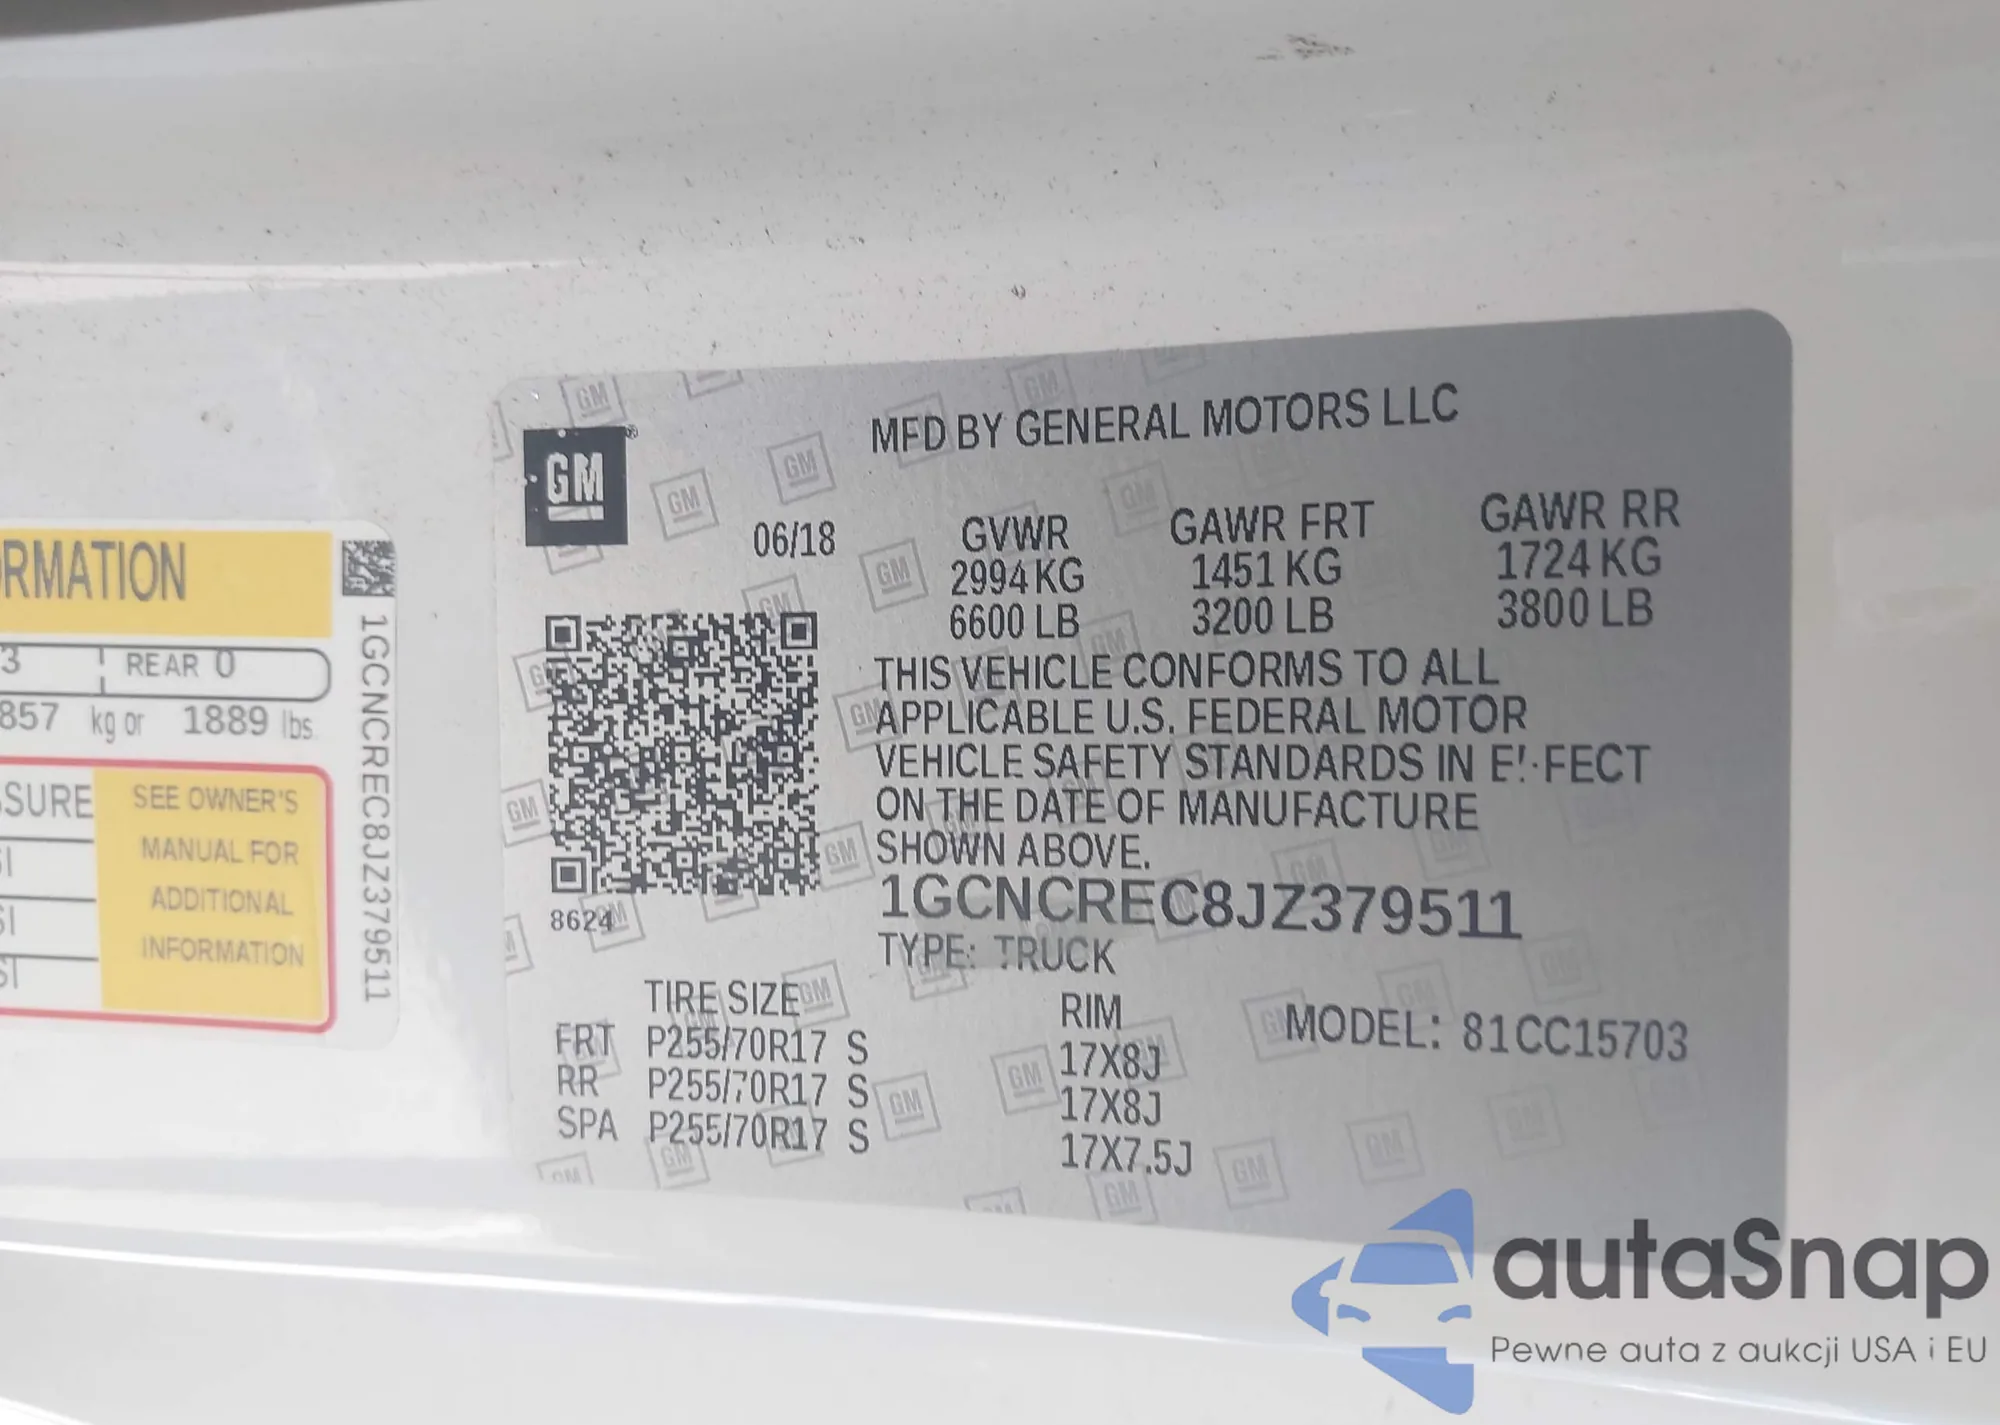 RMATION
3 REAR 0
857 kg or 1889 lbs.
SURE
SEE OWNER'S
MANUAL FOR
ADDITIONAL
INFORMATION
SI
SI
SI
1GCNCREC8JZ379511
GM
MFD BY GENERAL MOTORS LLC
06/18
GVWR GAWR FRT GAWR RR
2994 KG 1451 KG 1724 KG
6600 LB 3200 LB 3800 LB
THIS VEHICLE CONFORMS TO ALL
APPLICABLE U.S. FEDERAL MOTOR
VEHICLE SAFETY STANDARDS IN EFFECT
ON THE DATE OF MANUFACTURE
SHOWN ABOVE.
8624
1GCNCREC8JZ379511
TYPE: TRUCK
TIRE SIZE RIM
MODEL: 81CC15703
FRT P255/70R17 S 17X8J
RR P255/70R17 S 17X8J
SPA P255/70R17 S 17X7.5J
autaSnap
Pewne auta z aukcji USA i EU